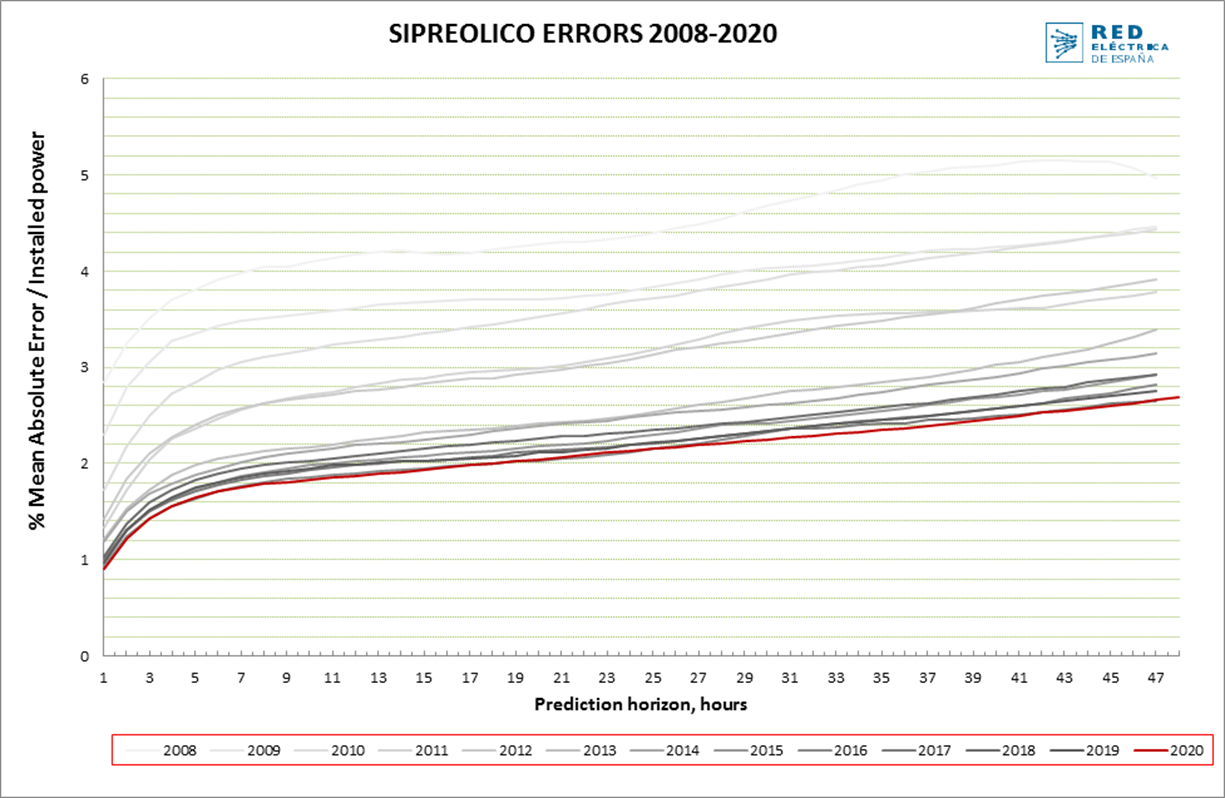 SIPREOLICO ERRORS 2008-2020
RED
ELÉCTRICA
DE ESPAÑA
% Mean Absolute Error / Installed power
6
5
4
3
2
1
0
1 3 5 7 9 11 13 15 17 19 21 23 25 27 29 31 33 35 37 39 41 43 45 47
Prediction horizon, hours
2008 2009 2010 2011 2012 2013 2014 2015 2016 2017 2018 2019 2020